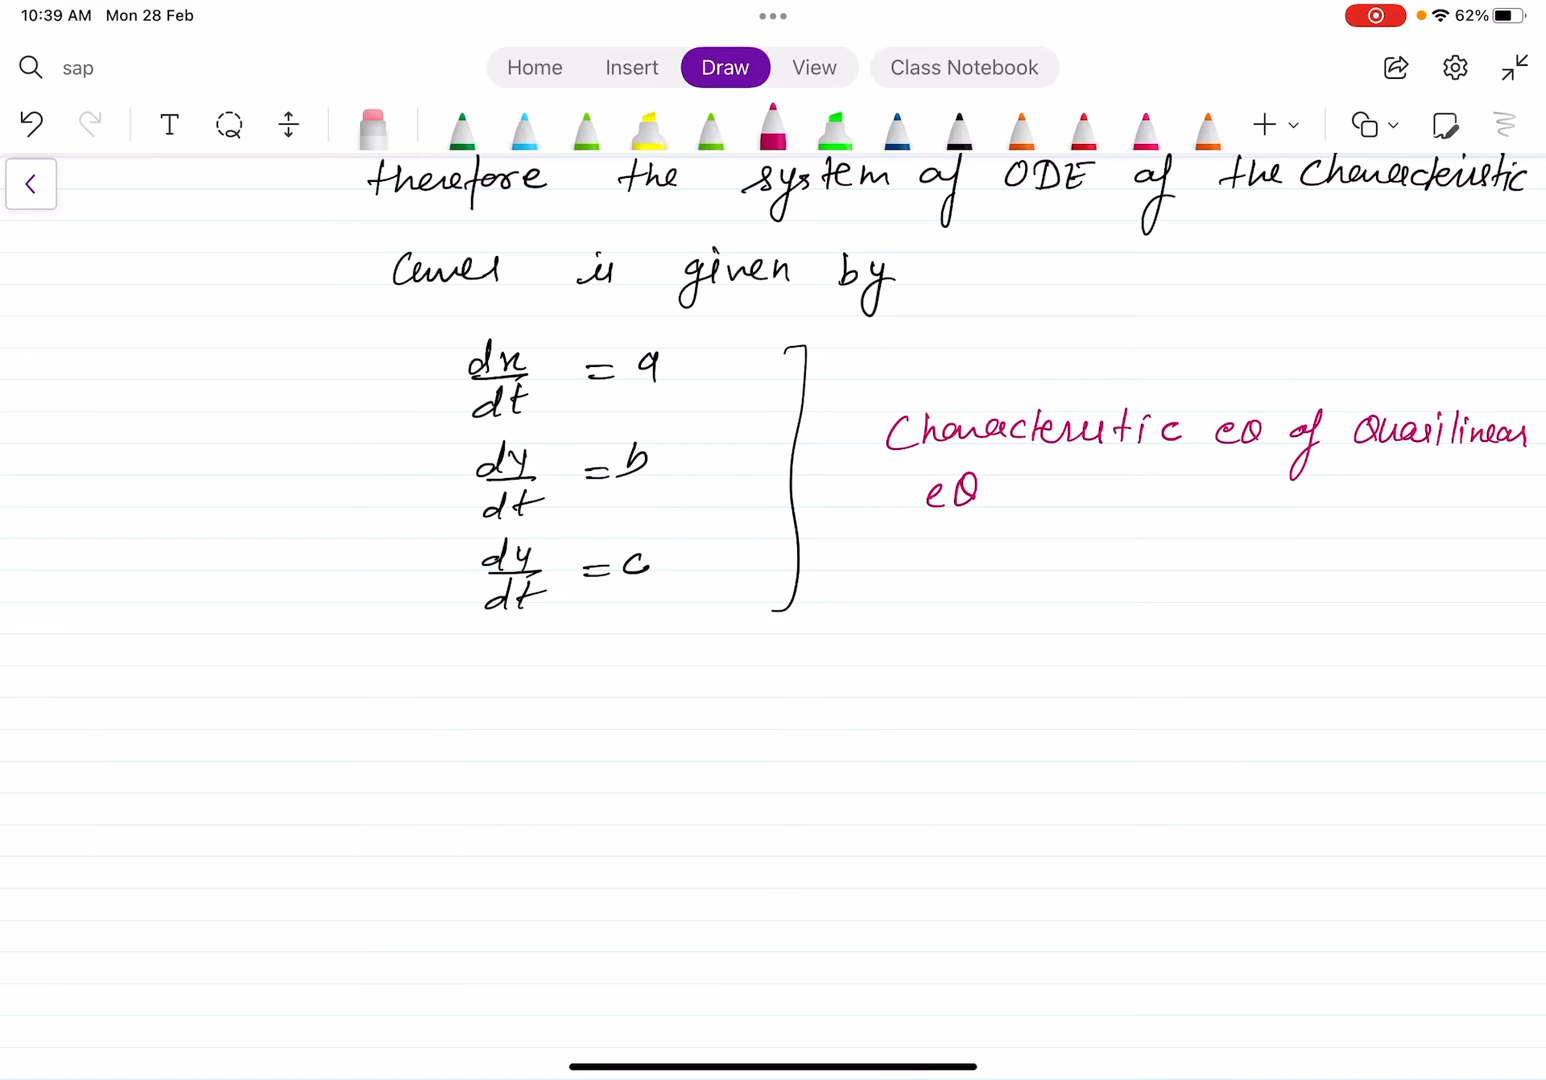 10:39 AM Mon 28 Feb
62%
sap
Home Insert Draw View Class Notebook
T
therefore the system of ODE of the Characteristic
Curves is given by
dx/dt = a
dy/dt = b
dy/dt = c
Characteristic eQ of Quasilinear
eQ